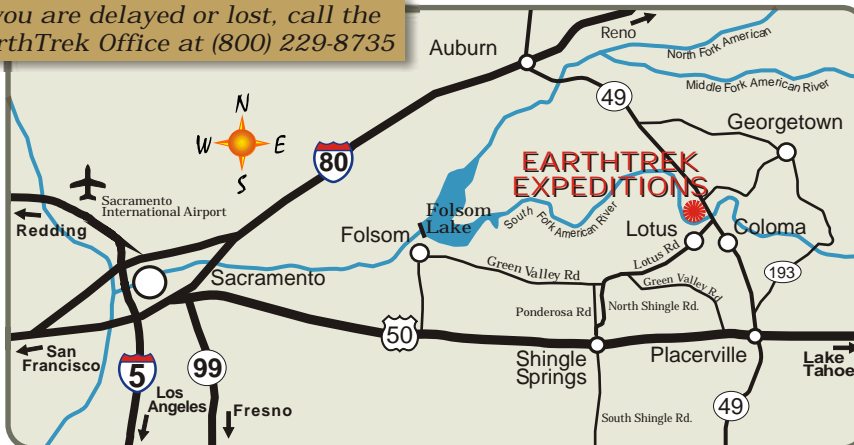 you are delayed or lost, call the
rthTrek Office at (800) 229-8735
Auburn
Reno
North Fork American
Middle Fork American River
49
Georgetown
N
W E
S
80
EARTHTREK
EXPEDITIONS
Sacramento
International Airport
Redding
Folsom
Lake
South Fork American River
Folsom
Lotus
Coloma
Lotus Rd
Sacramento
Green Valley Rd
Green Valley Rd
193
Ponderosa Rd
North Shingle Rd.
50
San
Francisco
5
99
Shingle
Springs
Placerville
Lake
Tahoe
Los
Angeles
Fresno
49
South Shingle Rd.